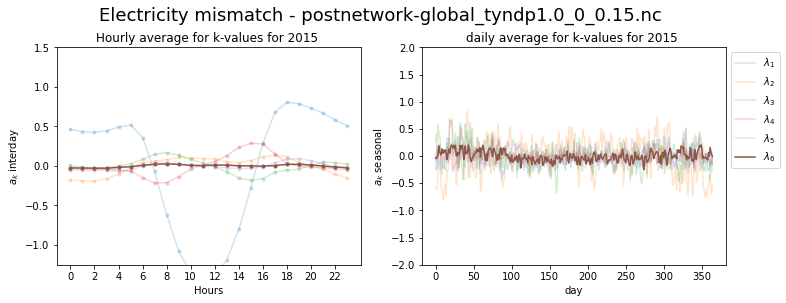 Electricity mismatch - postnetwork-global_tyndp1.0_0_0.15.nc
Hourly average for k-values for 2015
1.5
1.0
0.5
0.0
−0.5
−1.0
a_k interday
0 2 4 6 8 10 12 14 16 18 20 22
Hours
daily average for k-values for 2015
2.0
1.5
1.0
0.5
0.0
−0.5
−1.0
−1.5
−2.0
a_k seasonal
0 50 100 150 200 250 300 350
day
λ₁
λ₂
λ₃
λ₄
λ₅
λ₆